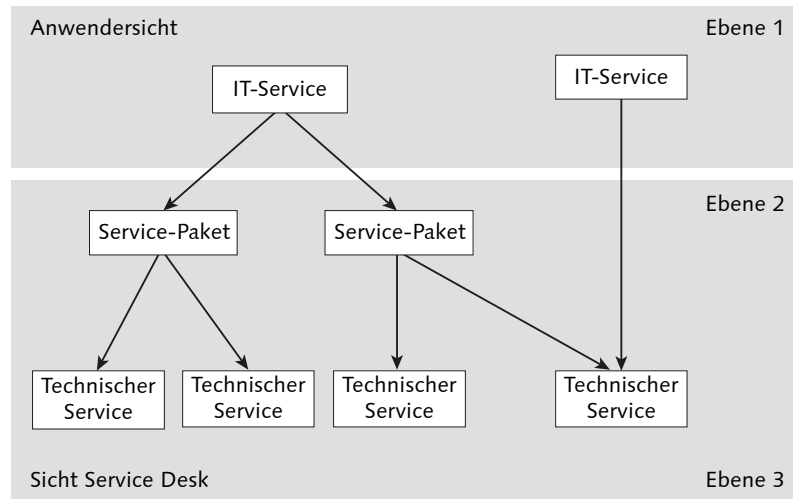 Anwendersicht
Ebene 1
IT-Service
IT-Service
Ebene 2
Service-Paket
Service-Paket
Technischer
Service
Technischer
Service
Technischer
Service
Technischer
Service
Sicht Service Desk
Ebene 3